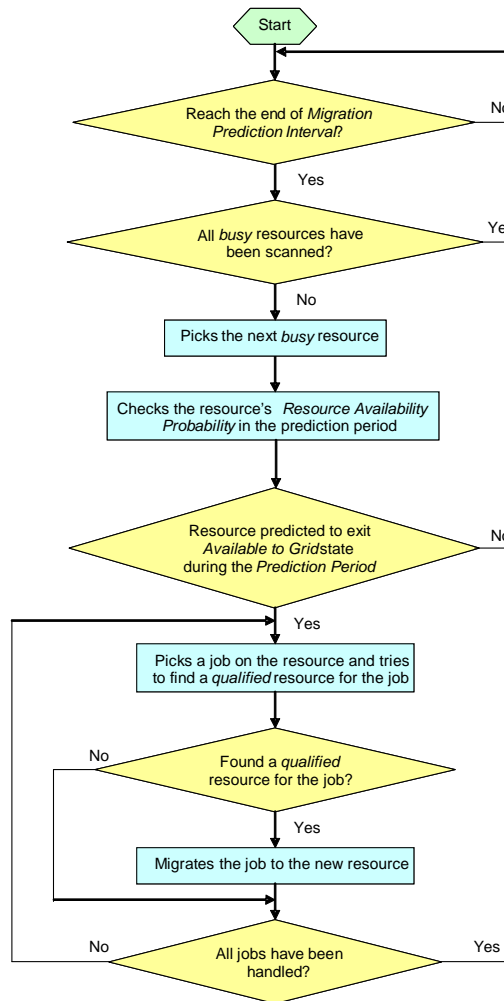 Start
Reach the end of Migration
Prediction Interval?
No
Yes
All busy resources have
been scanned?
Ye
No
Picks the next busy resource
Checks the resource's Resource Availability
Probability in the prediction period
Resource predicted to exit
Available to Gridstate
during the Prediction Period
No
Yes
Picks a job on the resource and tries
to find a qualified resource for the job
No
Found a qualified
resource for the job?
Yes
Migrates the job to the new resource
No
All jobs have been
handled?
Yes